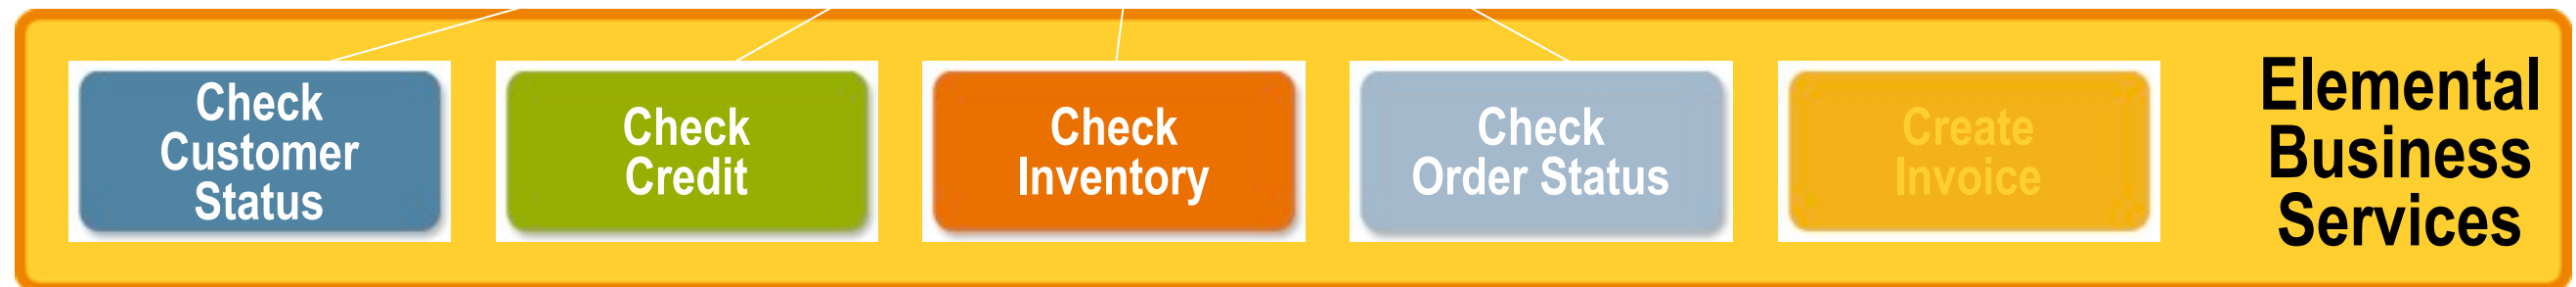 Check
Customer
Status
Check
Credit
Check
Inventory
Check
Order Status
Create
Invoice
Elemental
Business
Services